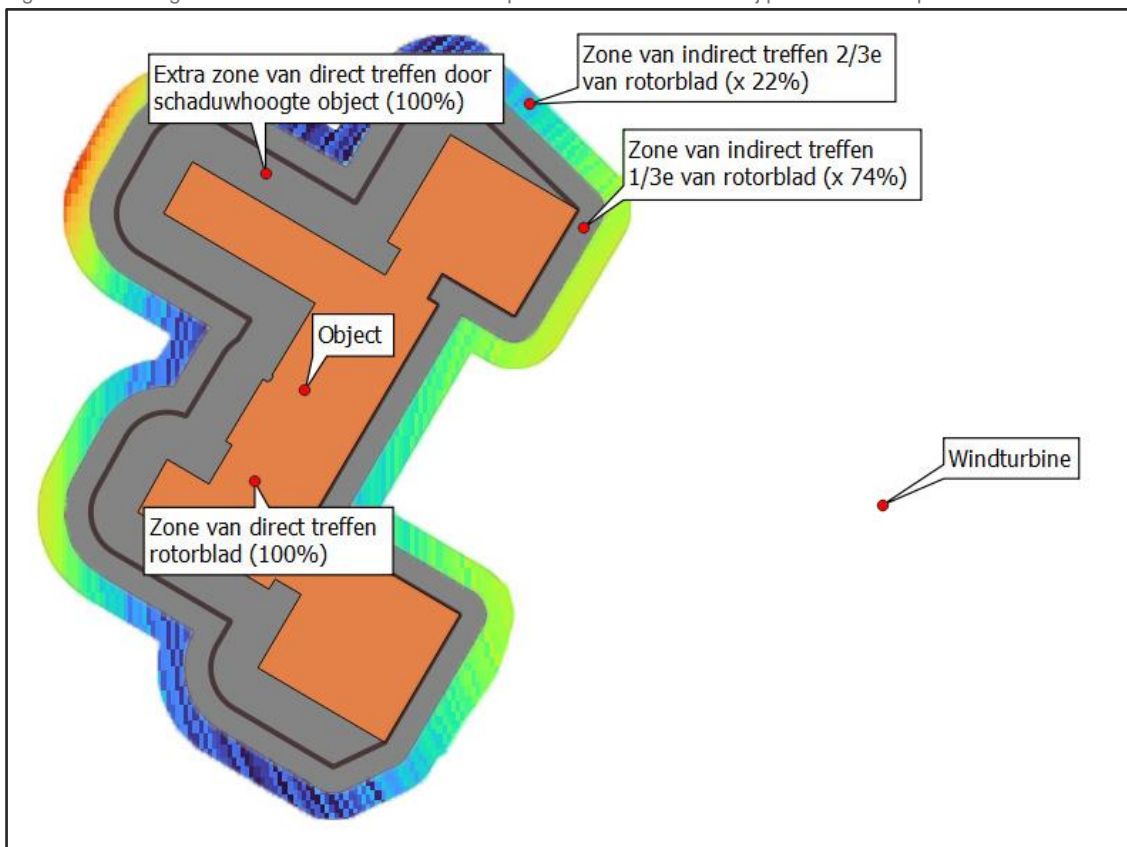 Extra zone van direct treffen door
schaduwhoogte object (100%)
Zone van indirect treffen 2/3e
van rotorblad (x 22%)
Zone van indirect treffen
1/3e van rotorblad (x 74%)
Object
Windturbine
Zone van direct treffen
rotorblad (100%)